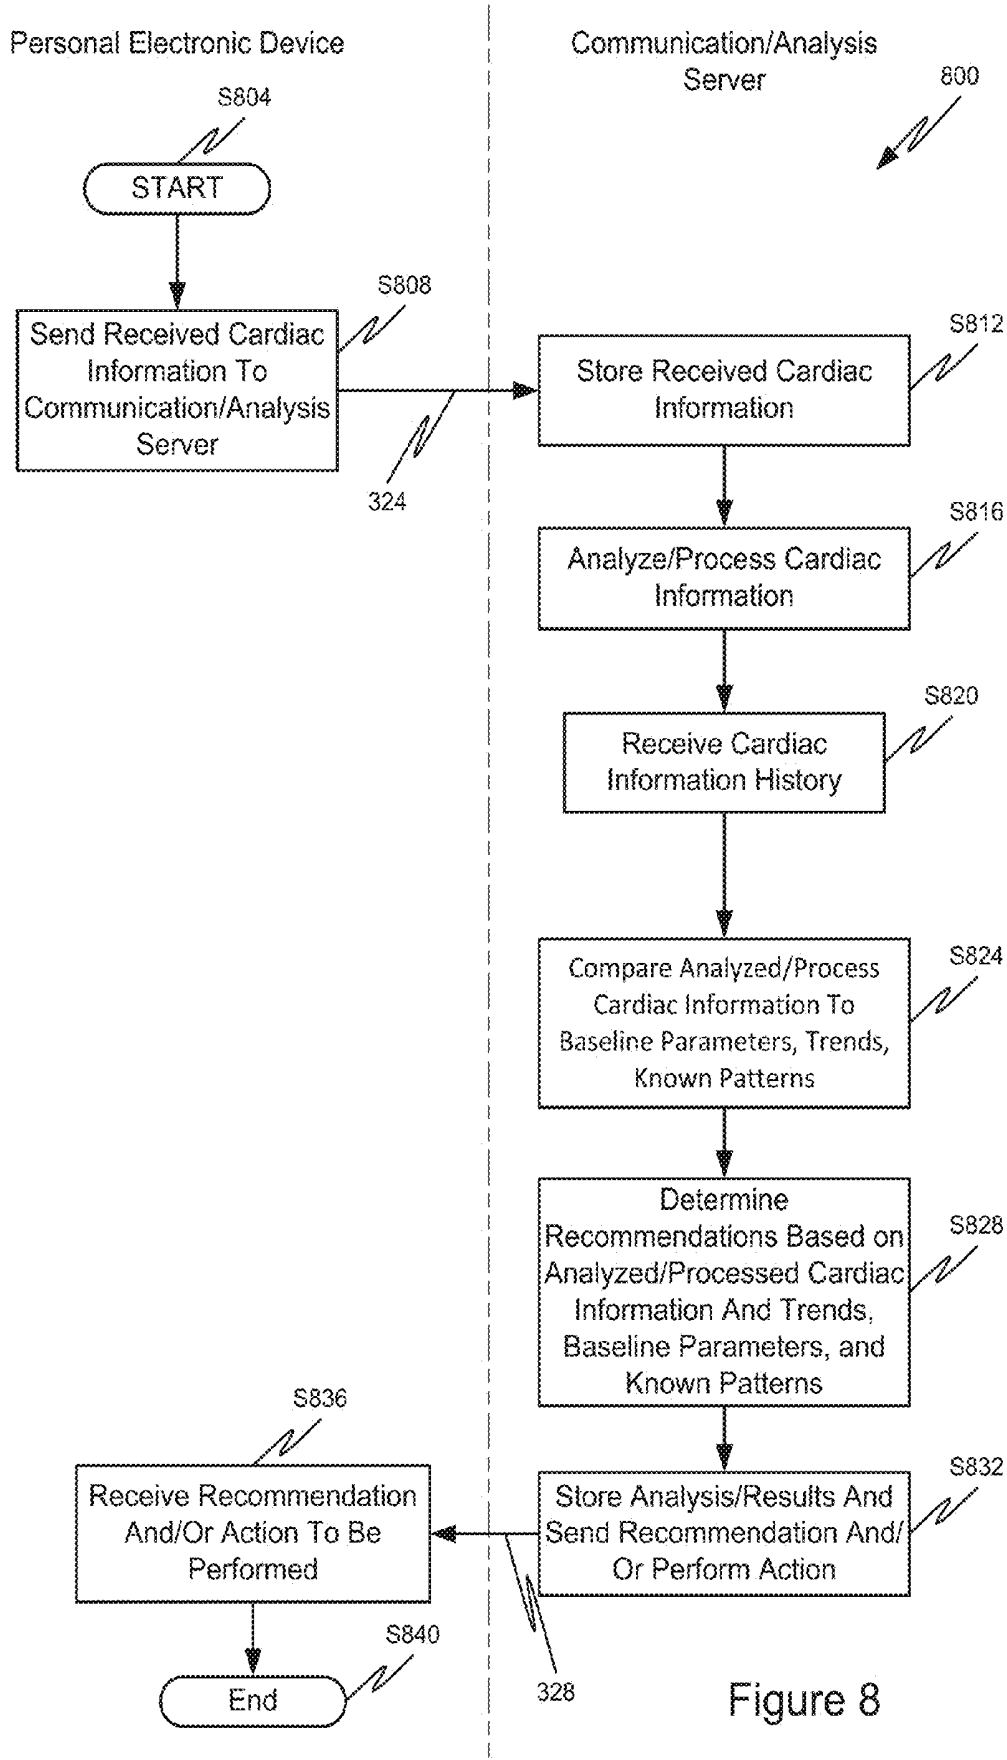 Personal Electronic Device
Communication/Analysis
Server
800
S804
START
S808
Send Received Cardiac
Information To
Communication/Analysis
Server
324
S812
Store Received Cardiac
Information
S816
Analyze/Process Cardiac
Information
S820
Receive Cardiac
Information History
S824
Compare Analyzed/Process
Cardiac Information To
Baseline Parameters, Trends,
Known Patterns
S828
Determine
Recommendations Based on
Analyzed/Processed Cardiac
Information And Trends,
Baseline Parameters, and
Known Patterns
S832
Store Analysis/Results And
Send Recommendation And/
Or Perform Action
328
S836
Receive Recommendation
And/Or Action To Be
Performed
S840
End
Figure 8